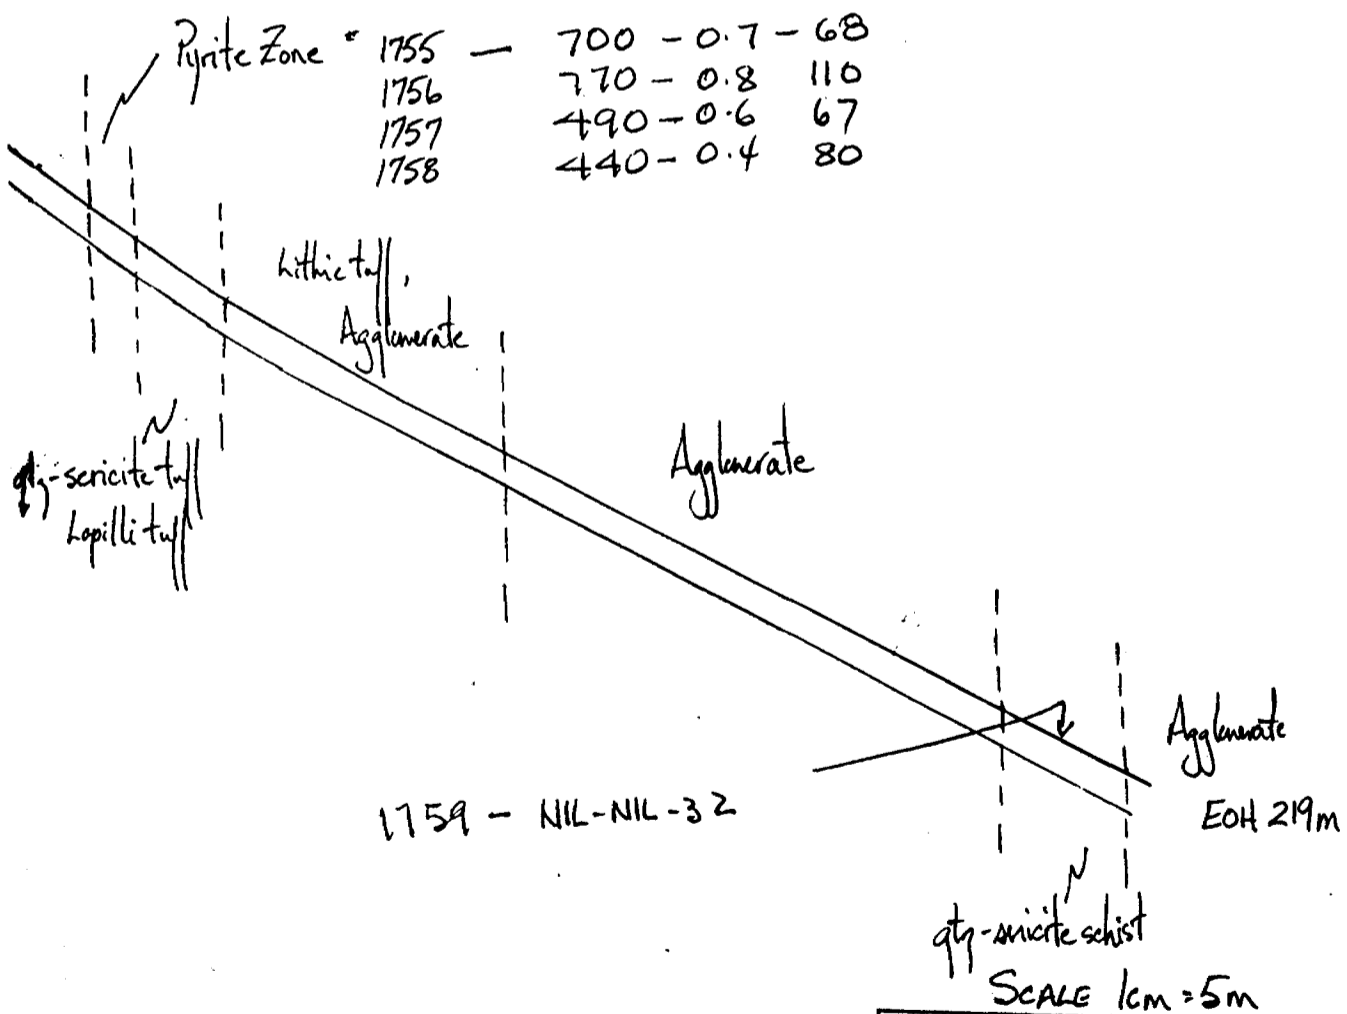 Pyrite Zone * 1755 — 700 - 0.7 - 68
1756 770 - 0.8 110
1757 490 - 0.6 67
1758 440 - 0.4 80
Lithic tuff,
Agglomerate
qtz-sericite tuff
Lapilli tuff
Agglomerate
Agglomerate
1759 - NIL-NIL-32
EOH 219m
qtz-sericite schist
SCALE 1cm = 5m